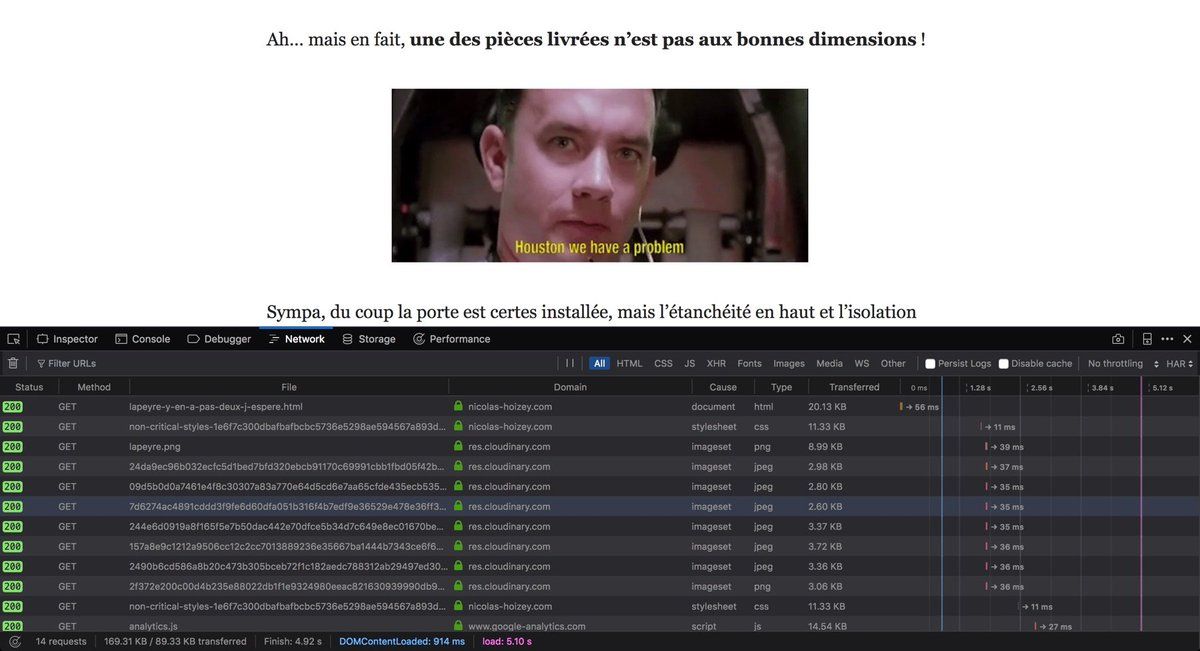 Ah... mais en fait, une des pièces livrées n’est pas aux bonnes dimensions !
Houston we have a problem
Sympa, du coup la porte est certes installée, mais l’étanchéité en haut et l’isolation
Inspector Console Debugger Network Storage Performance
Filter URLs All HTML CSS JS XHR Fonts Images Media WS Other Persist Logs Disable cache No throttling HAR
Status Method File Domain Cause Type Transferred 0 ms 1.28 s 2.56 s 3.84 s 5.12 s
200 GET lapeyre-y-en-a-pas-deux-j-espere.html nicolas-hoizey.com document html 20.13 KB → 56 ms
200 GET non-critical-styles-1e6f7c300dbafbafbcbc5736e5298ae594567a893d... nicolas-hoizey.com stylesheet css 11.33 KB → 11 ms
200 GET lapeyre.png res.cloudinary.com imageset png 8.99 KB → 39 ms
200 GET 24da9ec96b032ecfc5d1bed7bfd320ebcb91170c69991cbb1fbd05f42b... res.cloudinary.com imageset jpeg 2.98 KB → 37 ms
200 GET 09d5b0d0a7461e4f8c30307a83a770e64d5cd6e7aa65cfde435ecb535... res.cloudinary.com imageset jpeg 2.80 KB → 35 ms
200 GET 7d6274ac4891cddd3f9fe6d60dfa051b316f4b7edf9e36529e478e36ff3... res.cloudinary.com imageset jpeg 2.60 KB → 35 ms
200 GET 244e6d0919a8f165f5e7b50dac442e70dfce5b34d7c649e8ec01670be... res.cloudinary.com imageset jpeg 3.37 KB → 35 ms
200 GET 157a8e9c1212a9506cc12c2cc7013889236e35667ba1444b7343ce6f6... res.cloudinary.com imageset jpeg 3.72 KB → 36 ms
200 GET 2490b6cd586a8b20c473b305bceb72f1c182aedc788312ab29497ed30... res.cloudinary.com imageset jpeg 3.36 KB → 36 ms
200 GET 2f372e200c00d4b235e88022db1f1e9324980eeac821630939990db9... res.cloudinary.com imageset png 3.06 KB → 36 ms
200 GET non-critical-styles-1e6f7c300dbafbafbcbc5736e5298ae594567a893d... nicolas-hoizey.com stylesheet css 11.33 KB → 11 ms
200 GET analytics.js www.google-analytics.com script js 14.54 KB → 27 ms
14 requests 169.31 KB / 89.33 KB transferred Finish: 4.92 s DOMContentLoaded: 914 ms load: 5.10 s